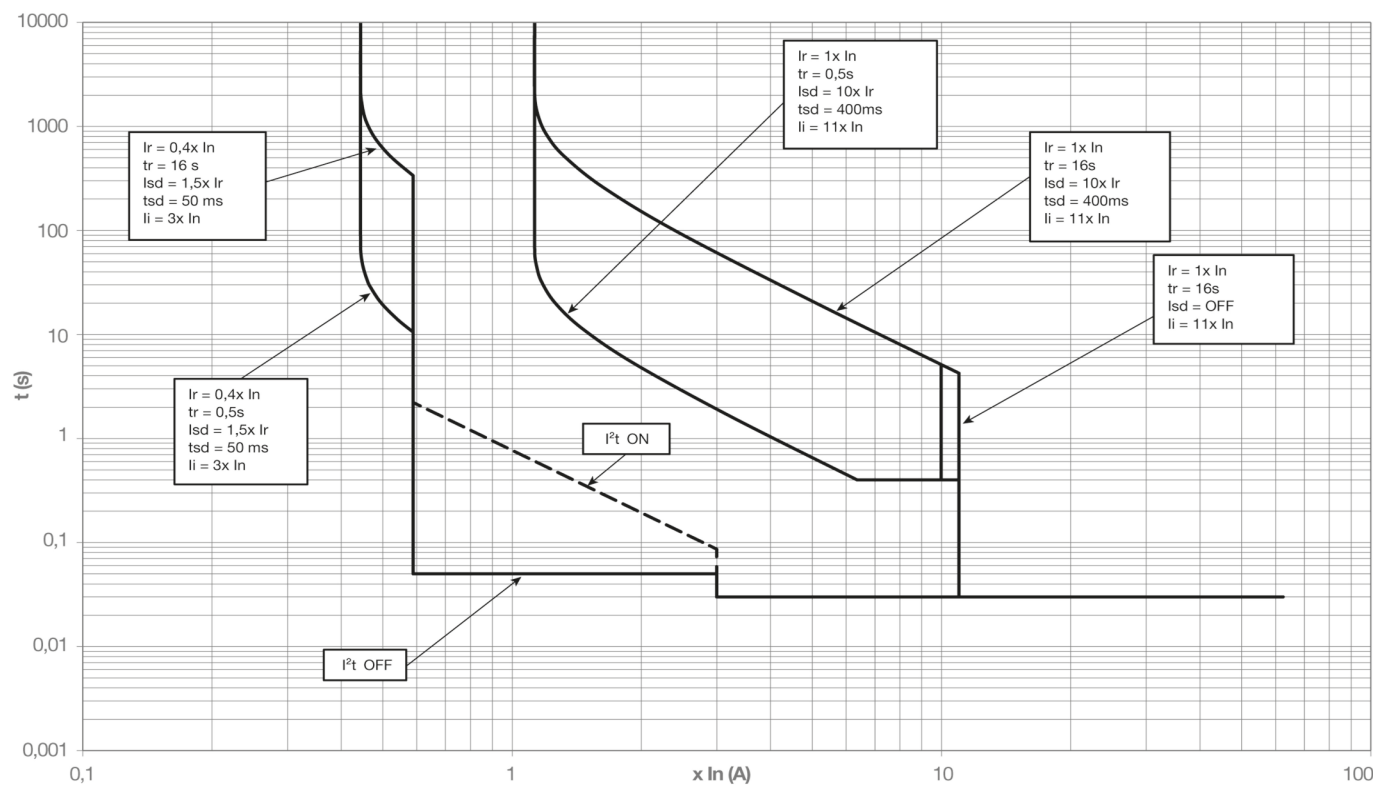 10000
1000
100
10
1
0,1
0,01
0,001
t (s)
0,1
1
10
100
x In (A)
Ir = 0,4x In
tr = 16 s
Isd = 1,5x Ir
tsd = 50 ms
Ii = 3x In
Ir = 0,4x In
tr = 0,5s
Isd = 1,5x Ir
tsd = 50 ms
Ii = 3x In
I²t ON
I²t OFF
Ir = 1x In
tr = 0,5s
Isd = 10x Ir
tsd = 400ms
Ii = 11x In
Ir = 1x In
tr = 16s
Isd = 10x Ir
tsd = 400ms
Ii = 11x In
Ir = 1x In
tr = 16s
Isd = OFF
Ii = 11x In